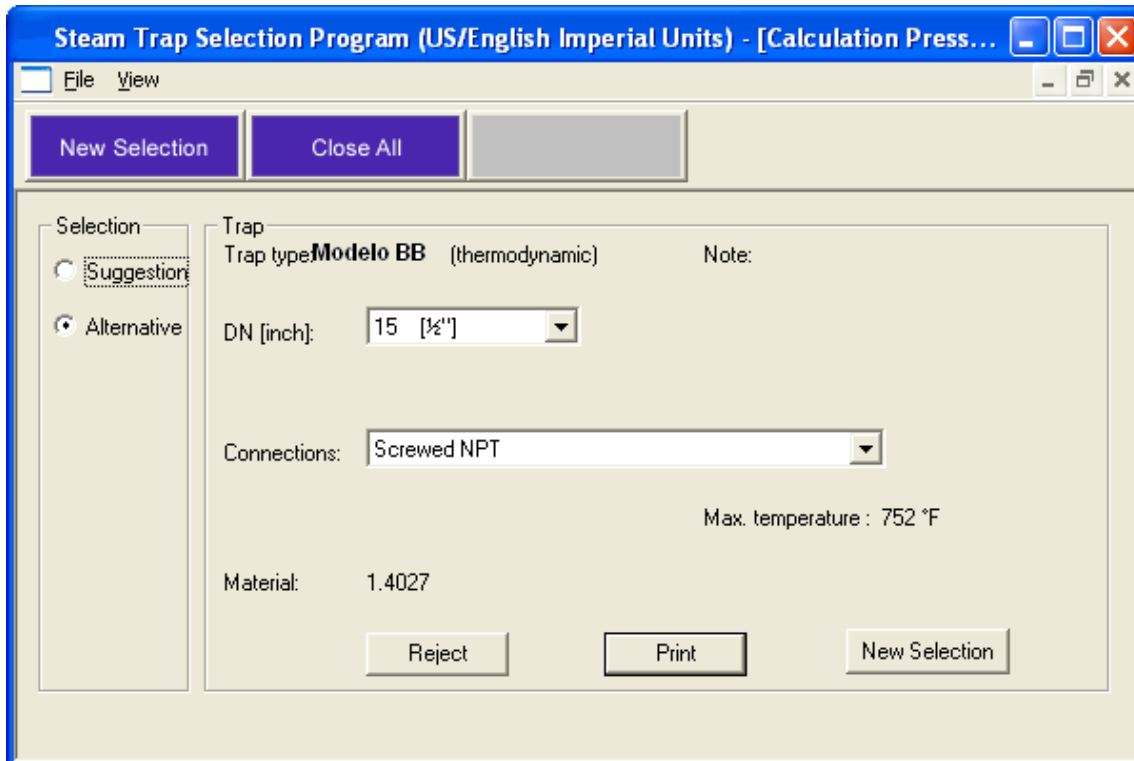 Steam Trap Selection Program (US/English Imperial Units) - [Calculation Press...
File View
New Selection Close All
Selection
Suggestion
Alternative
Trap
Trap type: Modelo BB (thermodynamic) Note:
DN [inch]: 15 [½"]
Connections: Screwed NPT
Max. temperature : 752 °F
Material: 1.4027
Reject Print New Selection